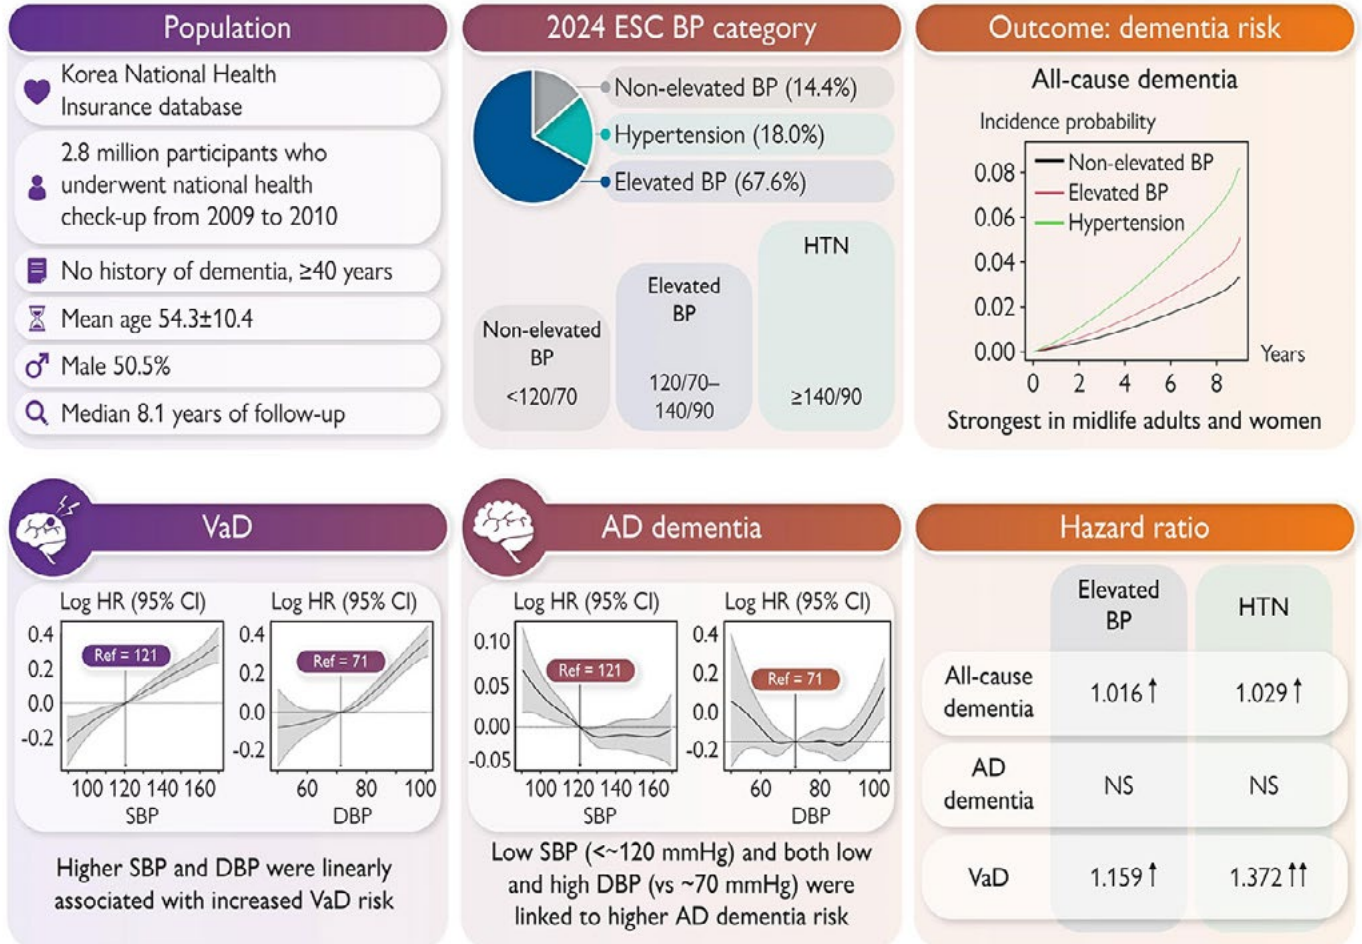 Population
Korea National Health
Insurance database
2.8 million participants who
underwent national health
check-up from 2009 to 2010
No history of dementia, ≥40 years
Mean age 54.3±10.4
Male 50.5%
Median 8.1 years of follow-up
2024 ESC BP category
Non-elevated BP (14.4%)
Hypertension (18.0%)
Elevated BP (67.6%)
Non-elevated
BP
<120/70
Elevated
BP
120/70–
140/90
HTN
≥140/90
Outcome: dementia risk
All-cause dementia
Incidence probability
Non-elevated BP
Elevated BP
Hypertension
0.08
0.06
0.04
0.02
0.00
0 2 4 6 8
Years
Strongest in midlife adults and women
VaD
Log HR (95% CI)
0.4
0.2
0.0
-0.2
Ref = 121
100 120 140 160
SBP
Log HR (95% CI)
0.4
0.2
0.0
-0.2
Ref = 71
60 80 100
DBP
Higher SBP and DBP were linearly
associated with increased VaD risk
AD dementia
Log HR (95% CI)
0.10
0.05
0.00
-0.05
Ref = 121
100 120 140 160
SBP
Log HR (95% CI)
0.4
0.2
0.0
-0.2
Ref = 71
60 80 100
DBP
Low SBP (<~120 mmHg) and both low
and high DBP (vs ~70 mmHg) were
linked to higher AD dementia risk
Hazard ratio
Elevated
BP
HTN
All-cause
dementia
1.016 ↑
1.029 ↑
AD
dementia
NS
NS
VaD
1.159 ↑
1.372 ↑↑